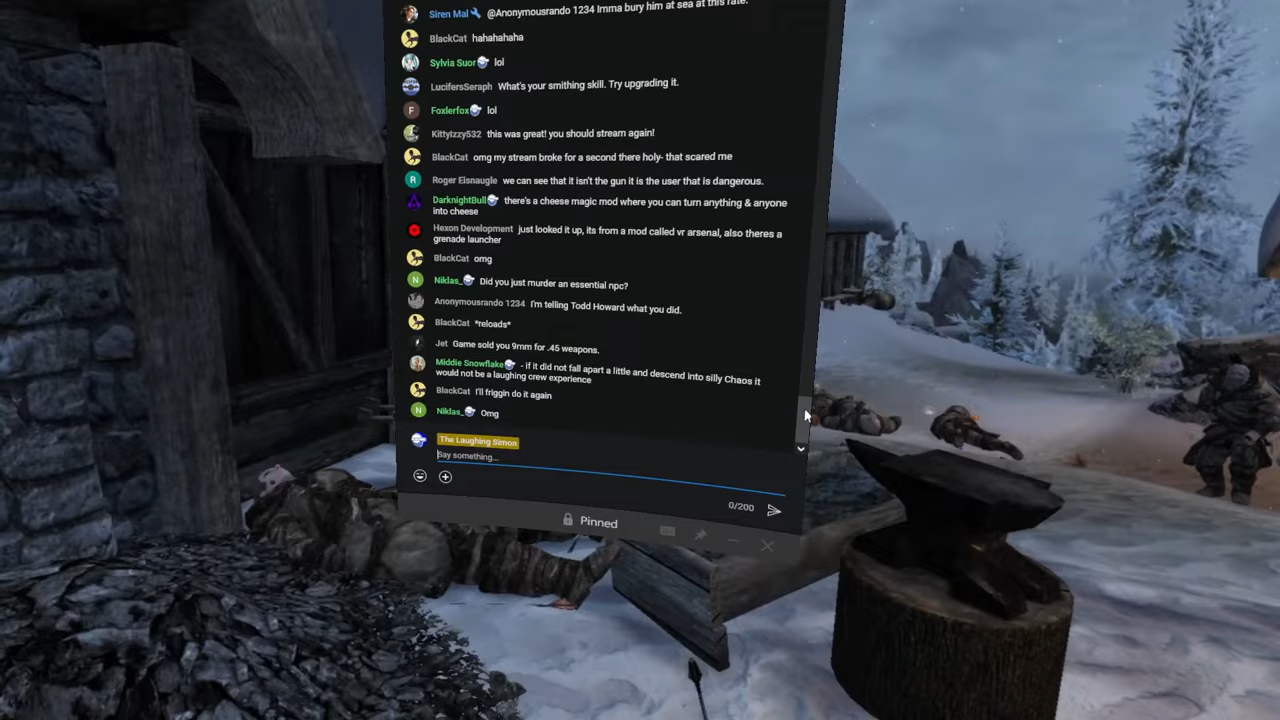 Siren Mal @Anonymousrando 1234 Imma bury him at sea at this rate.
BlackCat hahahahaha
Sylvia Suor lol
LucifersSeraph What's your smithing skill. Try upgrading it.
F Foxlerfox lol
KittyIzzy532 this was great! you should stream again!
BlackCat omg my stream broke for a second there holy- that scared me
R Roger Eisnaugle we can see that it isn't the gun it is the user that is dangerous.
DarknightBull there's a cheese magic mod where you can turn anything & anyone
into cheese
Hexon Development just looked it up, its from a mod called vr arsenal, also theres a
grenade launcher
BlackCat omg
N Niklas_ Did you just murder an essential npc?
Anonymousrando 1234 I'm telling Todd Howard what you did.
BlackCat *reloads*
Jet Game sold you 9mm for .45 weapons.
Middie Snowflake - if it did not fall apart a little and descend into silly Chaos it
would not be a laughing crew experience
BlackCat I'll friggin do it again
N Niklas_ Omg
The Laughing Simon
Say something...
0/200
Pinned